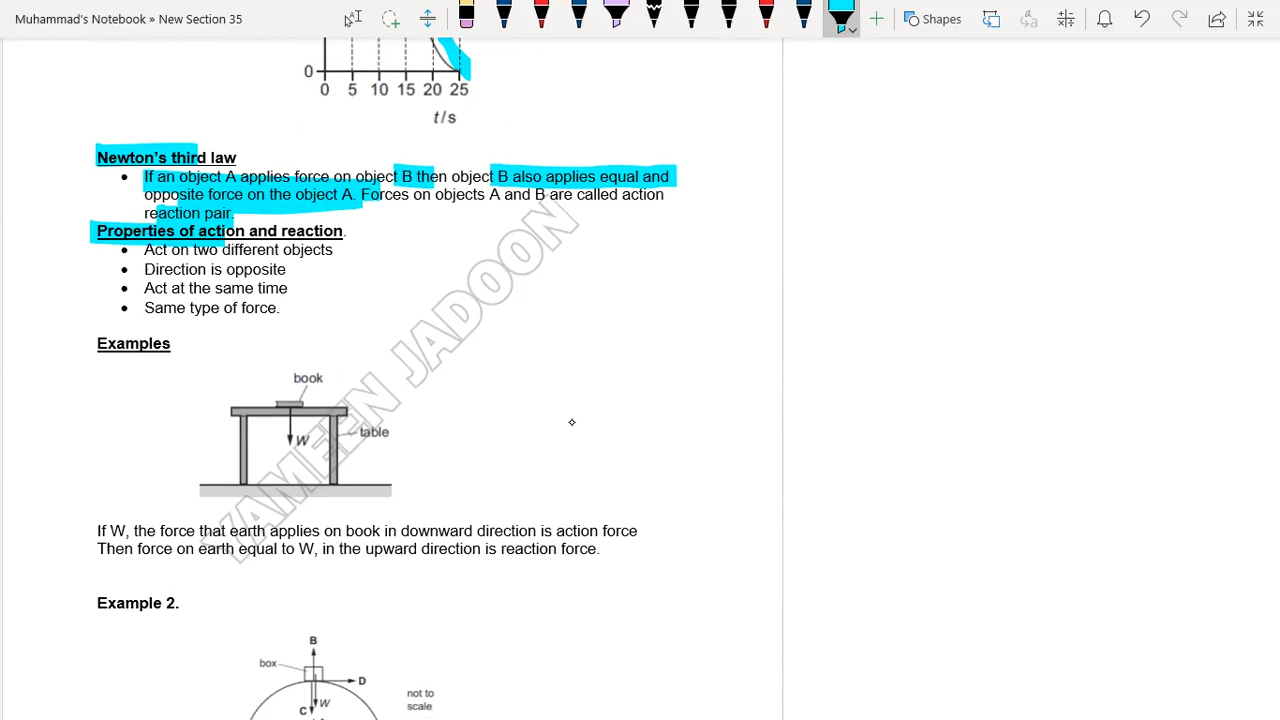 Muhammad's Notebook » New Section 35
Shapes
0
0 5 10 15 20 25
t/s
Newton's third law
• If an object A applies force on object B then object B also applies equal and
opposite force on the object A. Forces on objects A and B are called action
reaction pair.
Properties of action and reaction.
• Act on two different objects
• Direction is opposite
• Act at the same time
• Same type of force.
Examples
book
W
table
YAMEEN JADOON
If W, the force that earth applies on book in downward direction is action force
Then force on earth equal to W, in the upward direction is reaction force.
Example 2.
B
box
D
not to
scale
W
C